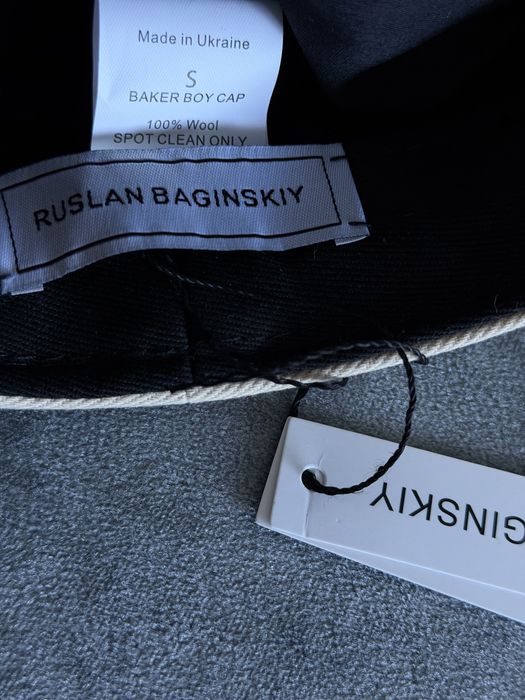 Made in Ukraine
S
BAKER BOY CAP
100% Wool
SPOT CLEAN ONLY
RUSLAN BAGINSKIY
GINSKIY